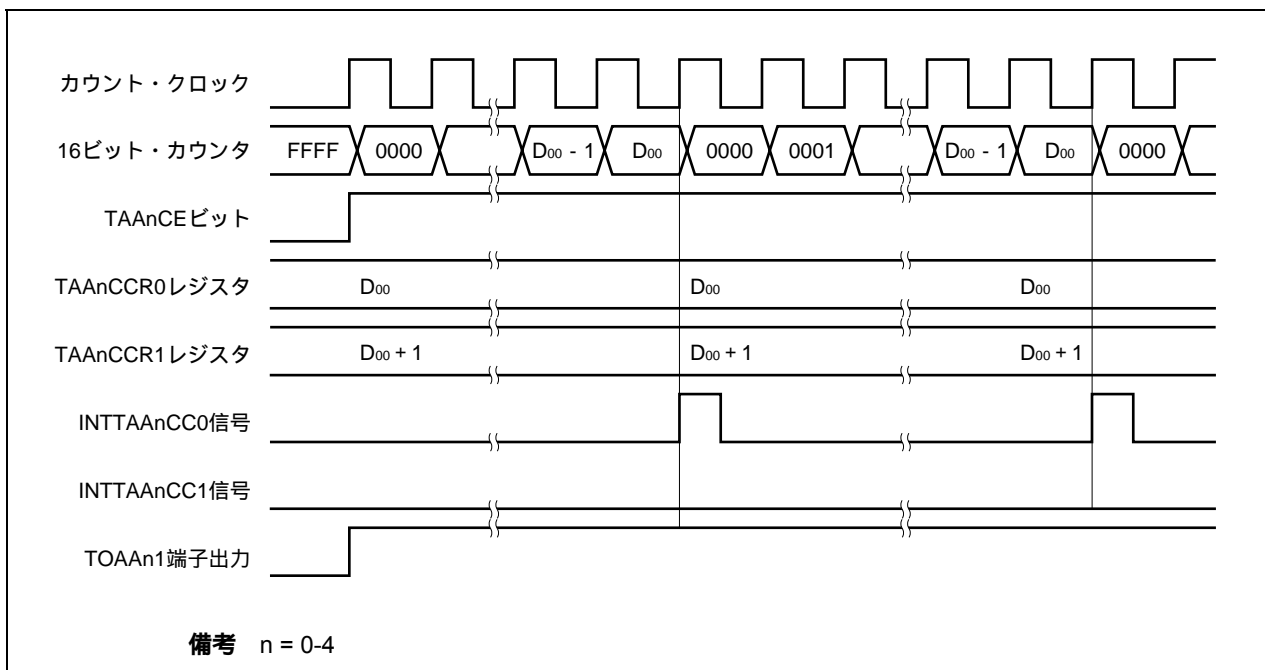 カウント・クロック
16ビット・カウンタ FFFF 0000 D00 - 1 D00 0000 0001 D00 - 1 D00 0000
TAAnCEビット
TAAnCCR0レジスタ D00 D00 D00
TAAnCCR1レジスタ D00 + 1 D00 + 1 D00 + 1
INTTAAnCC0信号
INTTAAnCC1信号
TOAAn1端子出力
備考 n = 0-4